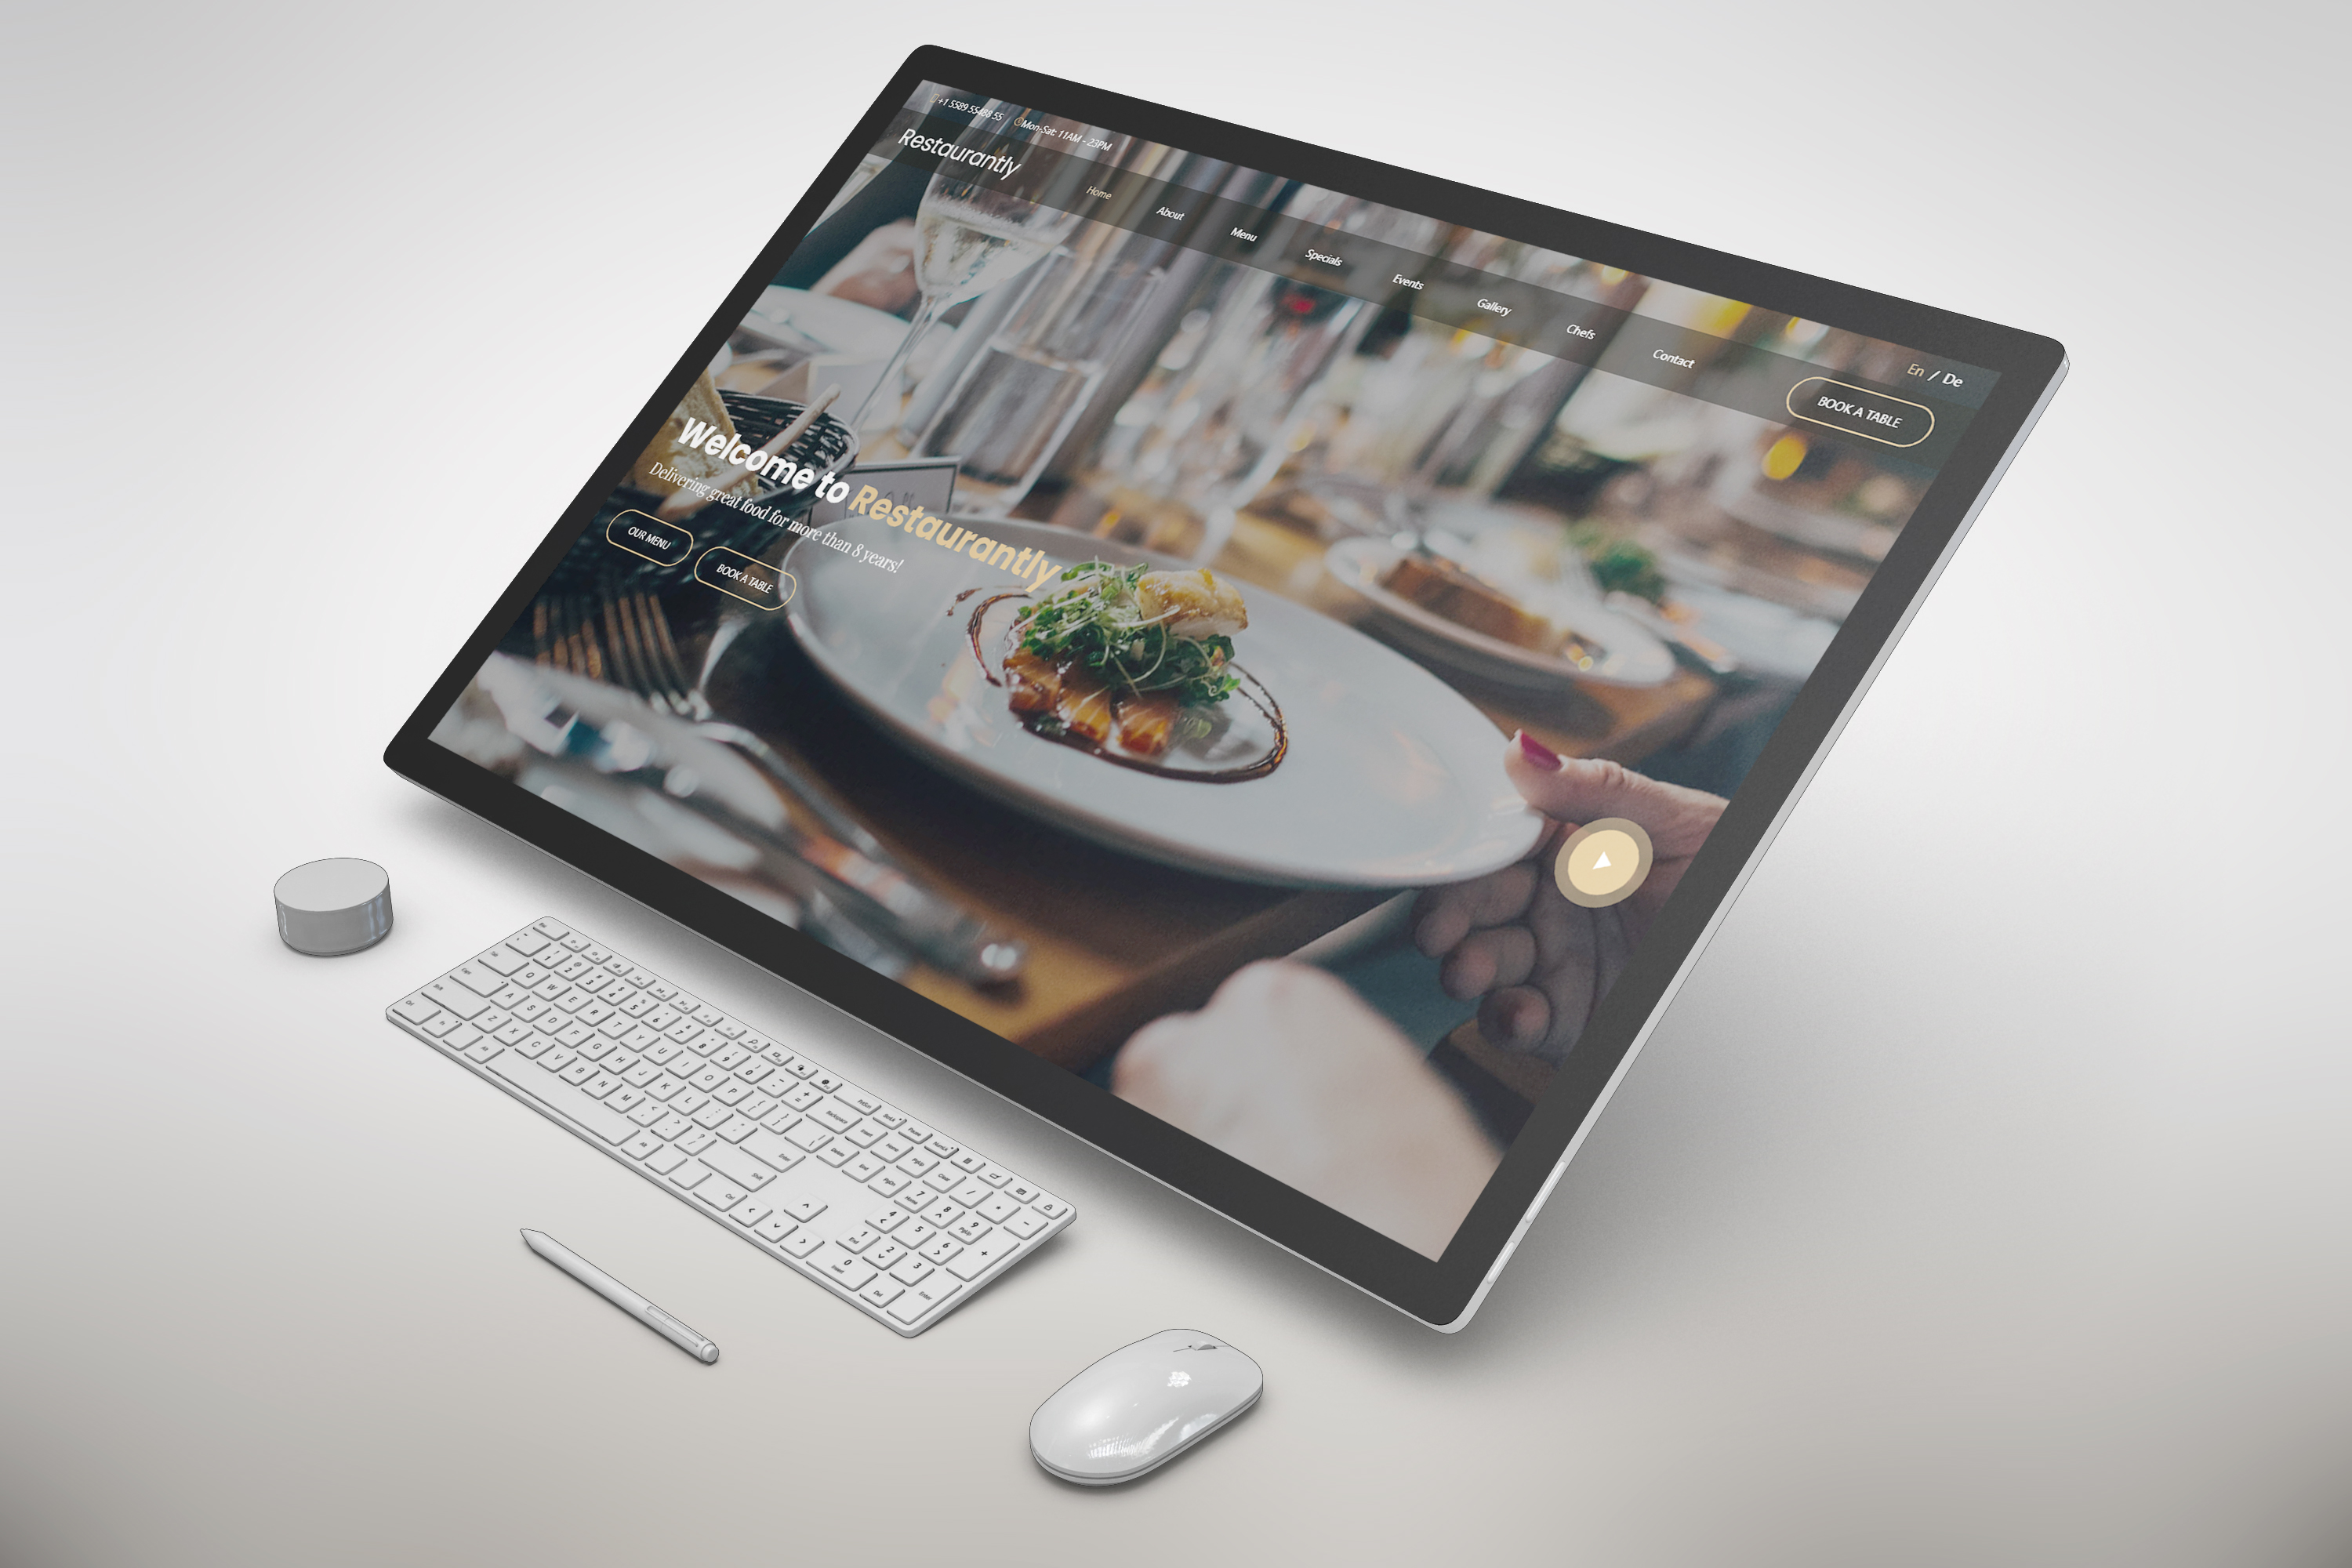 +1 5589 55488 55
Mon-Sat: 11AM - 23PM
En / De
Restaurantly
Home
About
Menu
Specials
Events
Gallery
Chefs
Contact
BOOK A TABLE
Welcome to Restaurantly
Delivering great food for more than 8 years!
OUR MENU
BOOK A TABLE